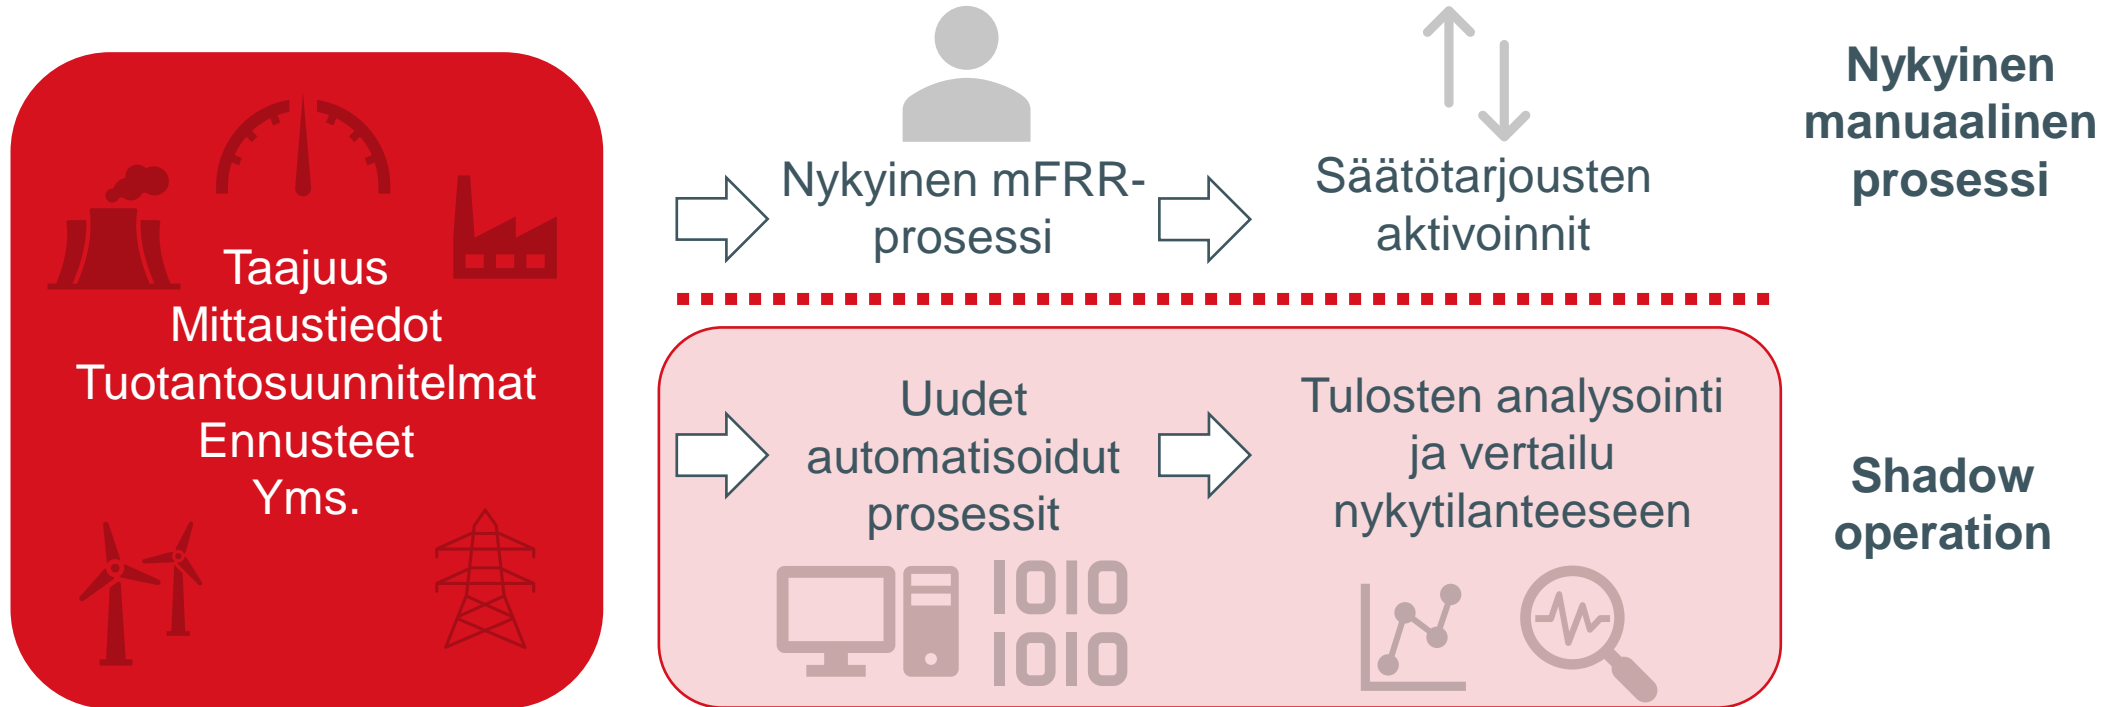 Taajuus
Mittaustiedot
Tuotantosuunnitelmat
Ennusteet
Yms.
Nykyinen mFRR-
prosessi
Säätötarjousten
aktivoinnit
Nykyinen
manuaalinen
prosessi
Uudet
automatisoidut
prosessit
1010
1010
Tulosten analysointi
ja vertailu
nykytilanteeseen
Shadow
operation